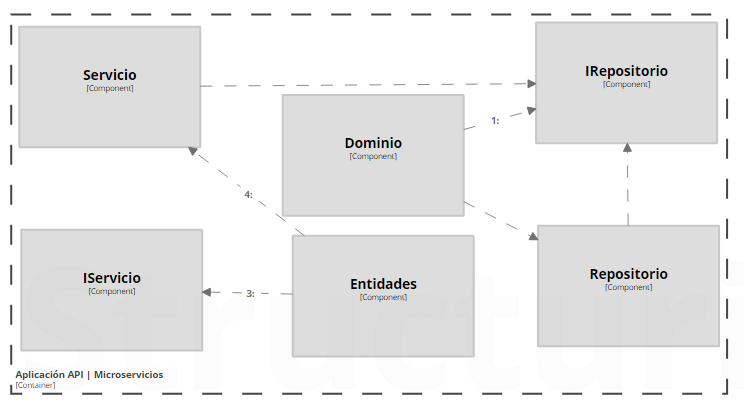 Servicio
[Component]
IRepositorio
[Component]
1:
Dominio
[Component]
4:
IServicio
[Component]
3:
Entidades
[Component]
Repositorio
[Component]
Aplicación API | Microservicios
[Container]